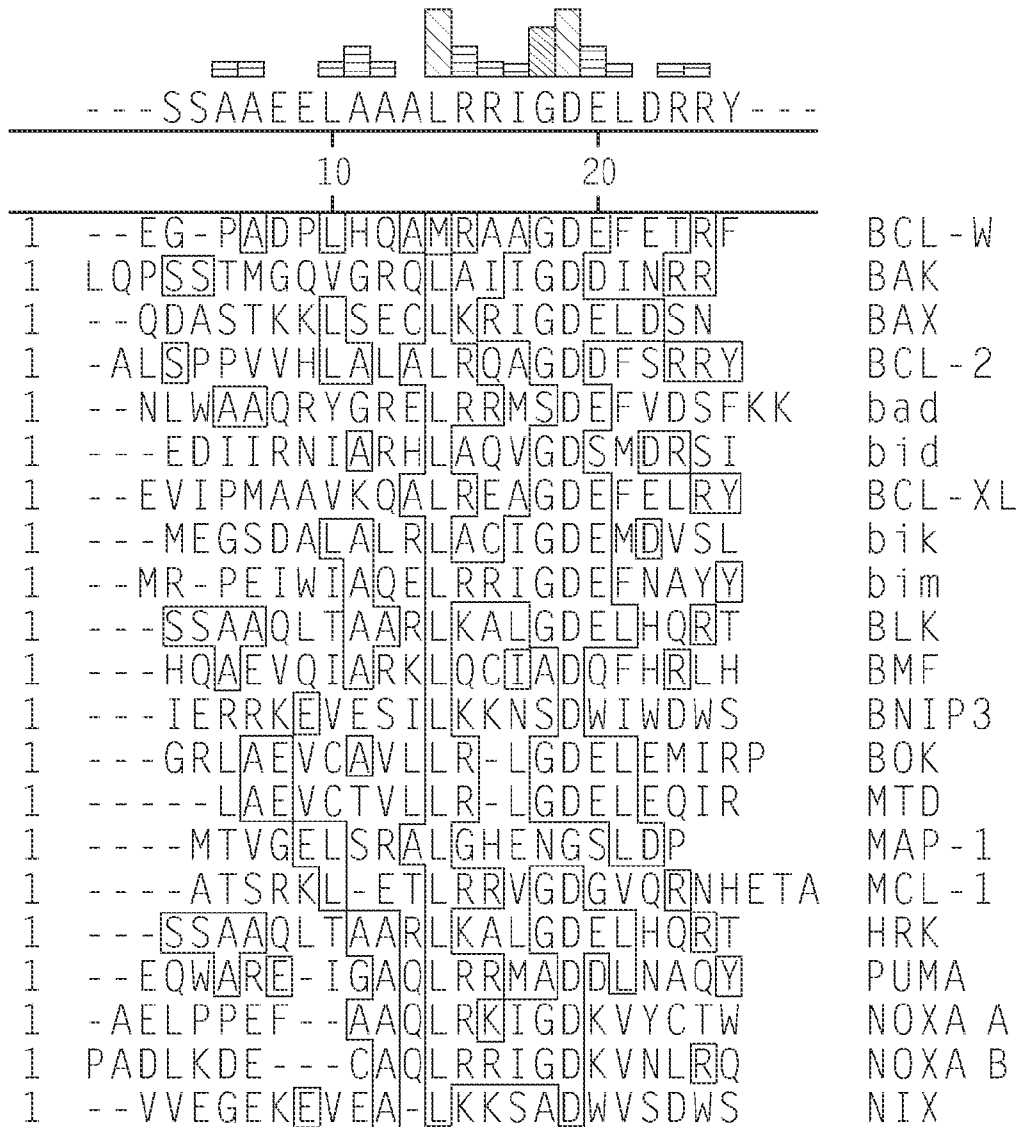 ---SSAAEELAAALRRIGDELDRRY---
10 20
1 --EG-PADPLHQAMRAAGDEFETRF BCL-W
1 LQPSSTMGQVGRQLAIIGDDINRR BAK
1 --QDASTKKLSECLKRIGDELDSN BAX
1 -ALSPPVVHLALALRQAGDDFSRRY BCL-2
1 --NLWAAQRYGRELRRMSDEFVDSFKK bad
1 ---EDIIRNIARHLAQVGDSMDRSI bid
1 --EVIPMAAVKQALREAGDEFELRY BCL-XL
1 ---MEGSDALALRLACIGDEMDVSL bik
1 --MR-PEIWIAQELRRIGDEFNAYY bim
1 ---SSAAQLTAARLKALGDELHQRT BLK
1 ---HQAEVQIARKLQCIADQFHRLH BMF
1 ---IERRKEVESILKKNSDWIWDWS BNIP3
1 ---GRLAEVCAVLLR-LGDELEMIRP BOK
1 -----LAEVCTVLLR-LGDELEQIR MTD
1 ----MTVGELSRALGHENGSLDP MAP-1
1 ----ATSRKL-ETLRRVGDGVQRNHETA MCL-1
1 ---SSAAQLTAARLKALGDELHQRT HRK
1 --EQWARE-IGAQLRRMADDLNAQY PUMA
1 -AELPPEF--AAQLRKIGDKVYCTW NOXA A
1 PADLKDE---CAQLRRIGDKVNLRQ NOXA B
1 --VVEGEKEVEA-LKKSADWVSDWS NIX